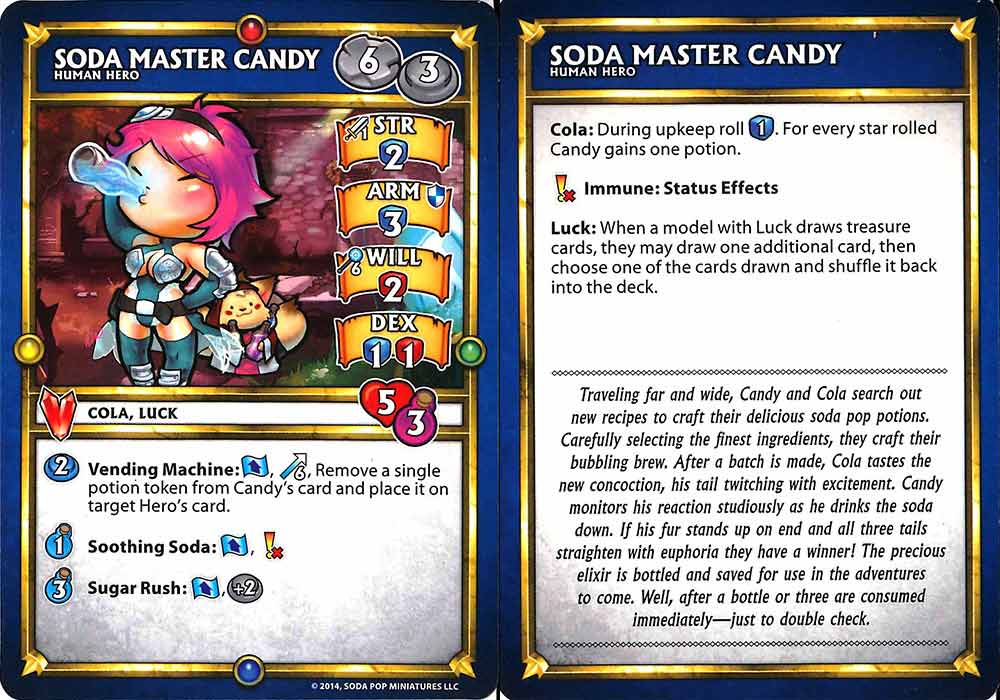 SODA MASTER CANDY
HUMAN HERO
6
3
STR
2
ARM
3
WILL
6
2
DEX
1 1
COLA, LUCK
5
3
2 Vending Machine: , 6, Remove a single
potion token from Candy's card and place it on
target Hero's card.
1 Soothing Soda: ,
3 Sugar Rush: , +2
© 2014, SODA POP MINIATURES LLC
SODA MASTER CANDY
HUMAN HERO
Cola: During upkeep roll 1. For every star rolled
Candy gains one potion.
Immune: Status Effects
Luck: When a model with Luck draws treasure
cards, they may draw one additional card, then
choose one of the cards drawn and shuffle it back
into the deck.
Traveling far and wide, Candy and Cola search out
new recipes to craft their delicious soda pop potions.
Carefully selecting the finest ingredients, they craft their
bubbling brew. After a batch is made, Cola tastes the
new concoction, his tail twitching with excitement. Candy
monitors his reaction studiously as he drinks the soda
down. If his fur stands up on end and all three tails
straighten with euphoria they have a winner! The precious
elixir is bottled and saved for use in the adventures
to come. Well, after a bottle or three are consumed
immediately—just to double check.